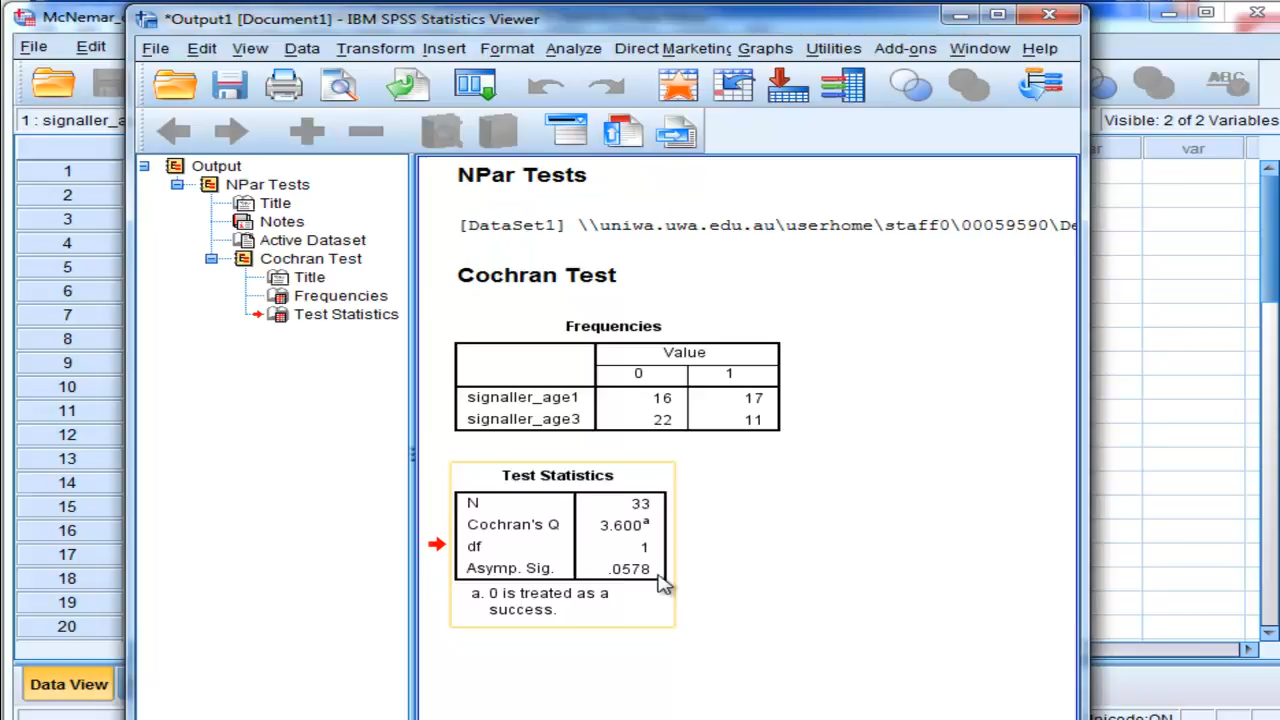 McNemar_
*Output1 [Document1] - IBM SPSS Statistics Viewer
File Edit
File Edit View Data Transform Insert Format Analyze Direct Marketing Graphs Utilities Add-ons Window Help
ABC
1 : signaller_a
Visible: 2 of 2 Variables
var
1
2
3
4
5
6
7
8
9
10
11
12
13
14
15
16
17
18
19
20
Data View
Output
NPar Tests
Title
Notes
Active Dataset
Cochran Test
Title
Frequencies
Test Statistics
NPar Tests
[DataSet1] \\uniwa.uwa.edu.au\userhome\staff0\00059590\De
Cochran Test
Frequencies
Value
0 1
signaller_age1 16 17
signaller_age3 22 11
Test Statistics
N 33
Cochran's Q 3.600a
df 1
Asymp. Sig. .0578
a. 0 is treated as a
success.